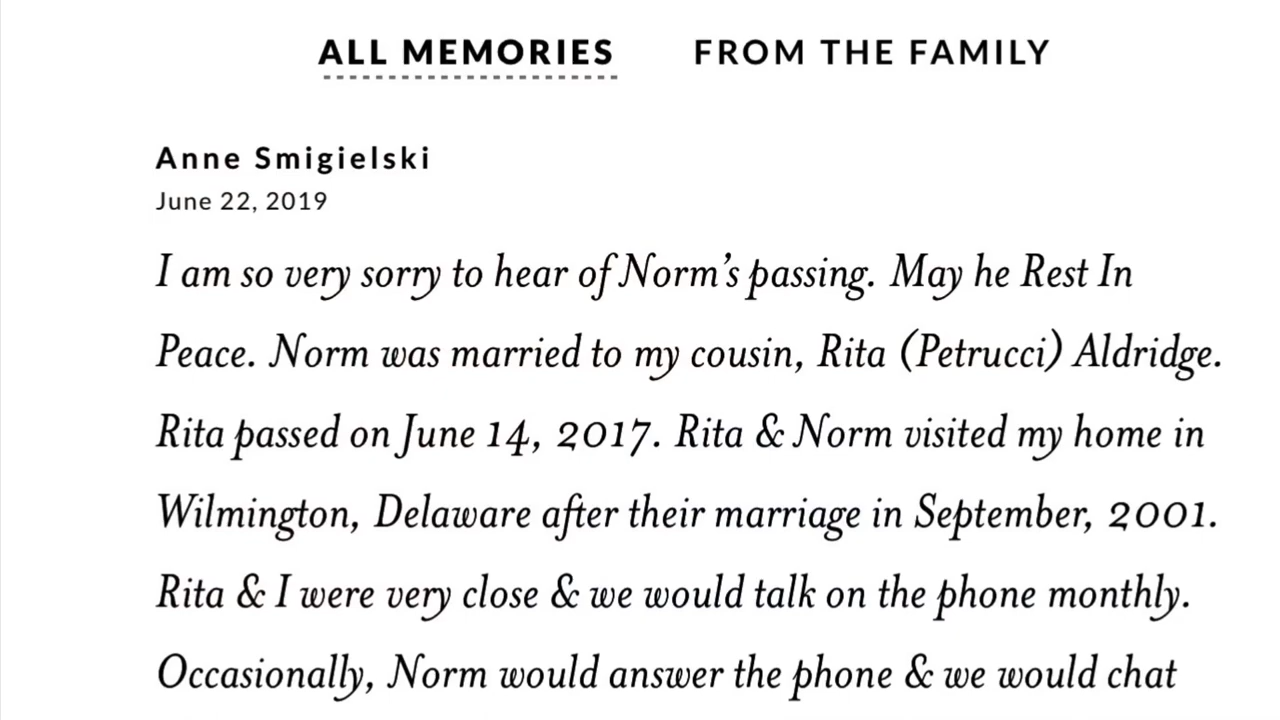 ALL MEMORIES FROM THE FAMILY
Anne Smigielski
June 22, 2019
I am so very sorry to hear of Norm’s passing. May he Rest In
Peace. Norm was married to my cousin, Rita (Petrucci) Aldridge.
Rita passed on June 14, 2017. Rita & Norm visited my home in
Wilmington, Delaware after their marriage in September, 2001.
Rita & I were very close & we would talk on the phone monthly.
Occasionally, Norm would answer the phone & we would chat